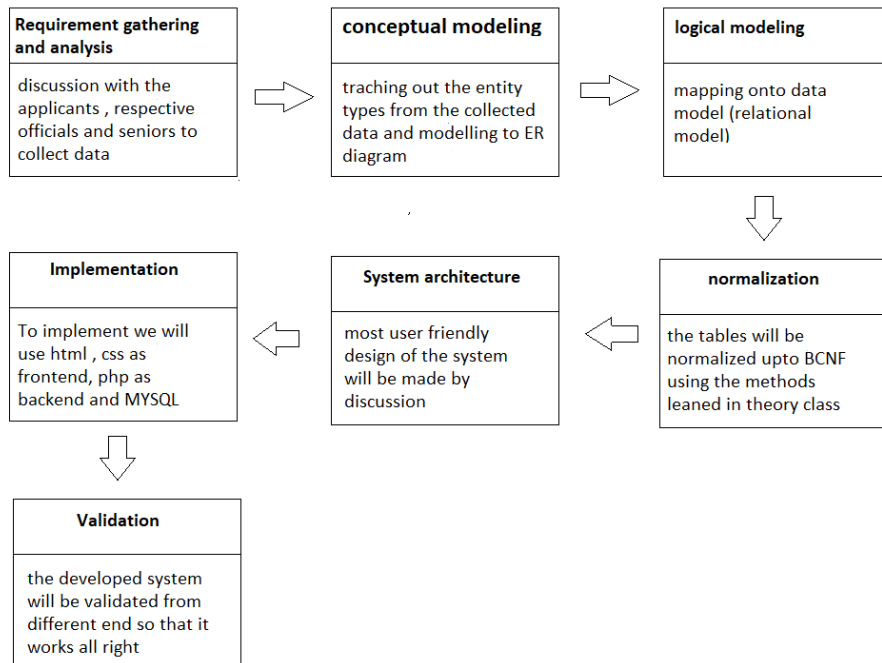 Requirement gathering
and analysis
discussion with the
applicants , respective
officials and seniors to
collect data
conceptual modeling
traching out the entity
types from the collected
data and modelling to ER
diagram
logical modeling
mapping onto data
model (relational
model)
normalization
the tables will be
normalized upto BCNF
using the methods
leaned in theory class
System architecture
most user friendly
design of the system
will be made by
discussion
Implementation
To implement we will
use html , css as
frontend, php as
backend and MYSQL
Validation
the developed system
will be validated from
different end so that it
works all right